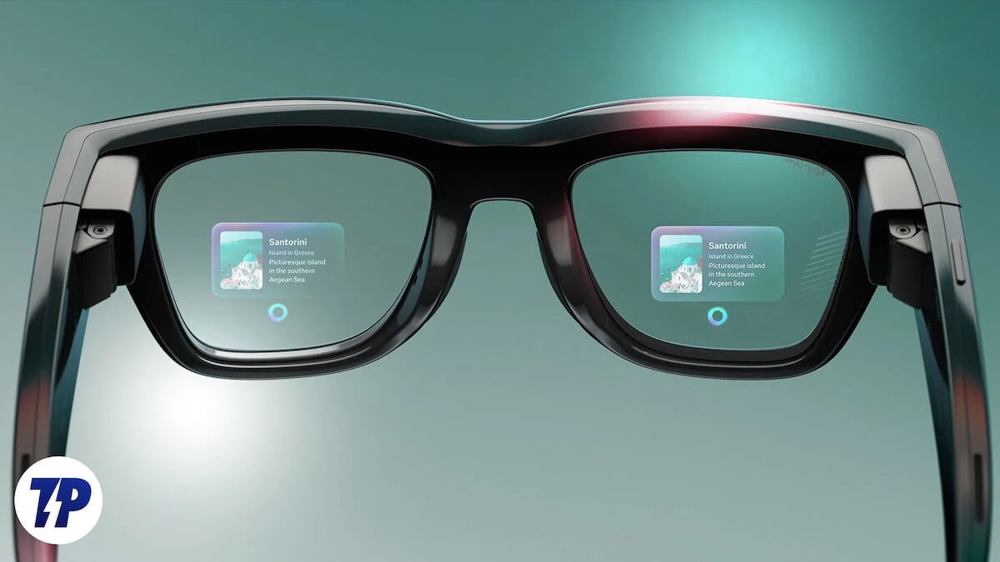 Santorini
Island in Greece
Picturesque island
in the southern
Aegean Sea
Santorini
Island in Greece
Picturesque island
in the southern
Aegean Sea
TP